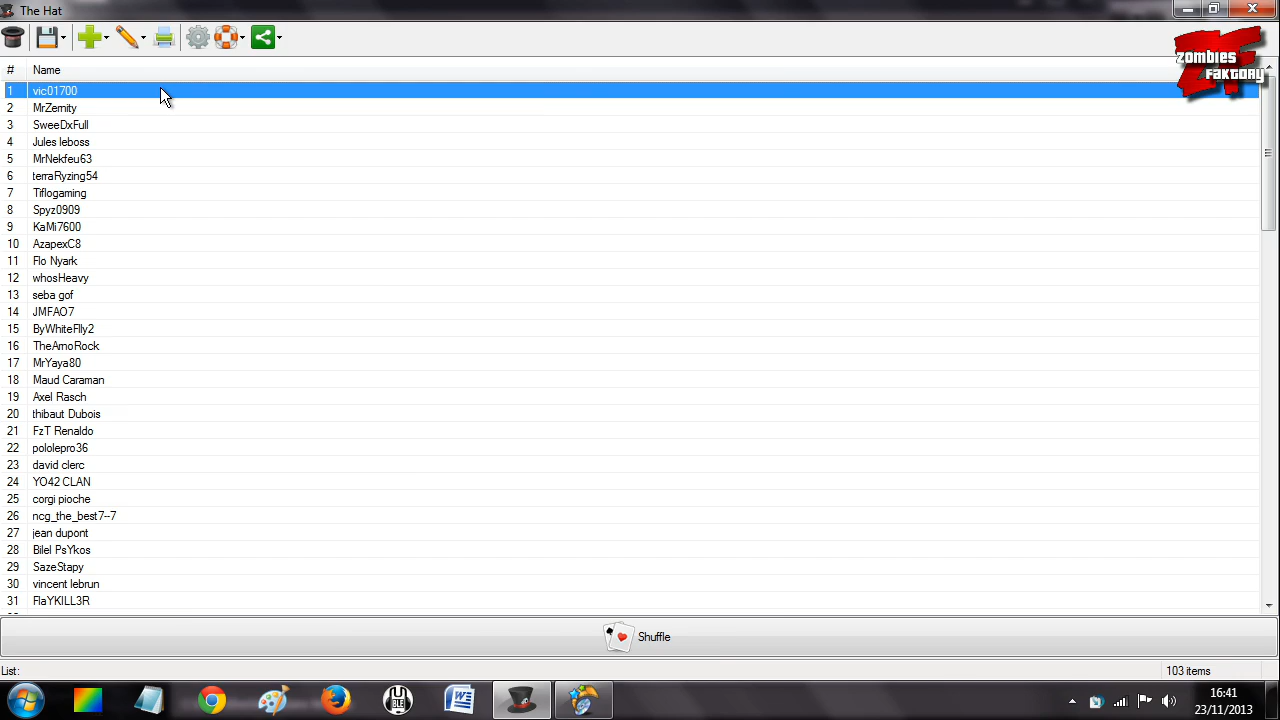 The Hat
zombies
faktory
# Name
1 vic01700
2 MrZemity
3 SweeDxFull
4 Jules leboss
5 MrNekfeu63
6 terraRyzing54
7 Tiflogaming
8 Spyz0909
9 KaMi7600
10 AzapexC8
11 Flo Nyark
12 whosHeavy
13 seba gof
14 JMFAO7
15 ByWhiteFlly2
16 TheArnoRock
17 MrYaya80
18 Maud Caraman
19 Axel Rasch
20 thibaut Dubois
21 FzT Renaldo
22 pololepro36
23 david clerc
24 YO42 CLAN
25 corgi pioche
26 ncg_the_best7--7
27 jean dupont
28 Bilel PsYkos
29 SazeStapy
30 vincent lebrun
31 FlaYKILL3R
Shuffle
List: 103 items
16:41
23/11/2013